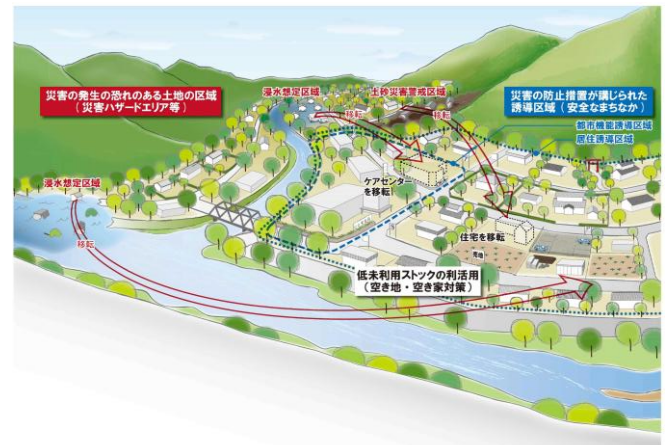 災害の発生の恐れのある土地の区域
（災害ハザードエリア等）
浸水想定区域
土砂災害警戒区域
災害の防止措置が講じられた
誘導区域（安全なまちなか）
移転
移転
都市機能誘導区域
居住誘導区域
浸水想定区域
ケアセンター
を移転
移転
住宅を移転
低未利用ストックの利活用
（空き地・空き家対策）